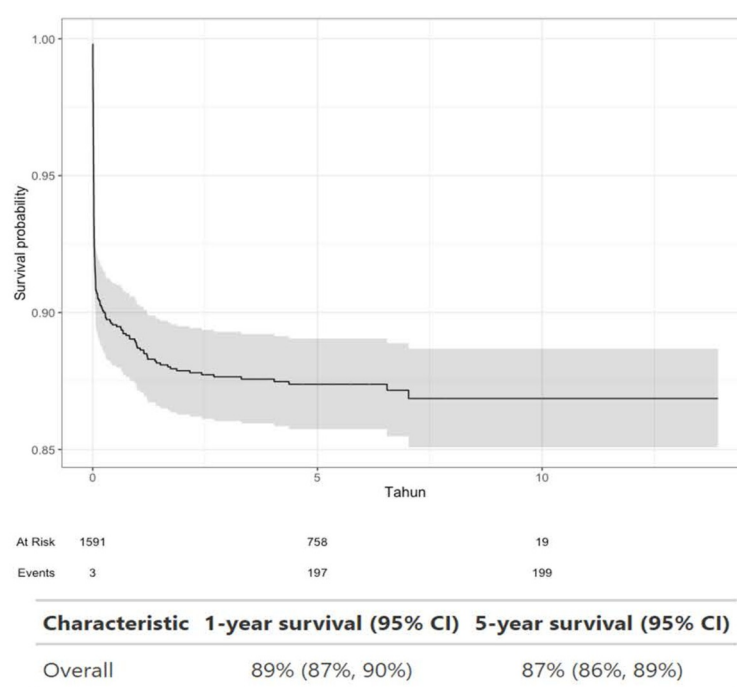 1.00
0.95
0.90
0.85
Survival probability
0 5 10
Tahun
At Risk 1591 758 19
Events 3 197 199
Characteristic 1-year survival (95% CI) 5-year survival (95% CI)
Overall 89% (87%, 90%) 87% (86%, 89%)